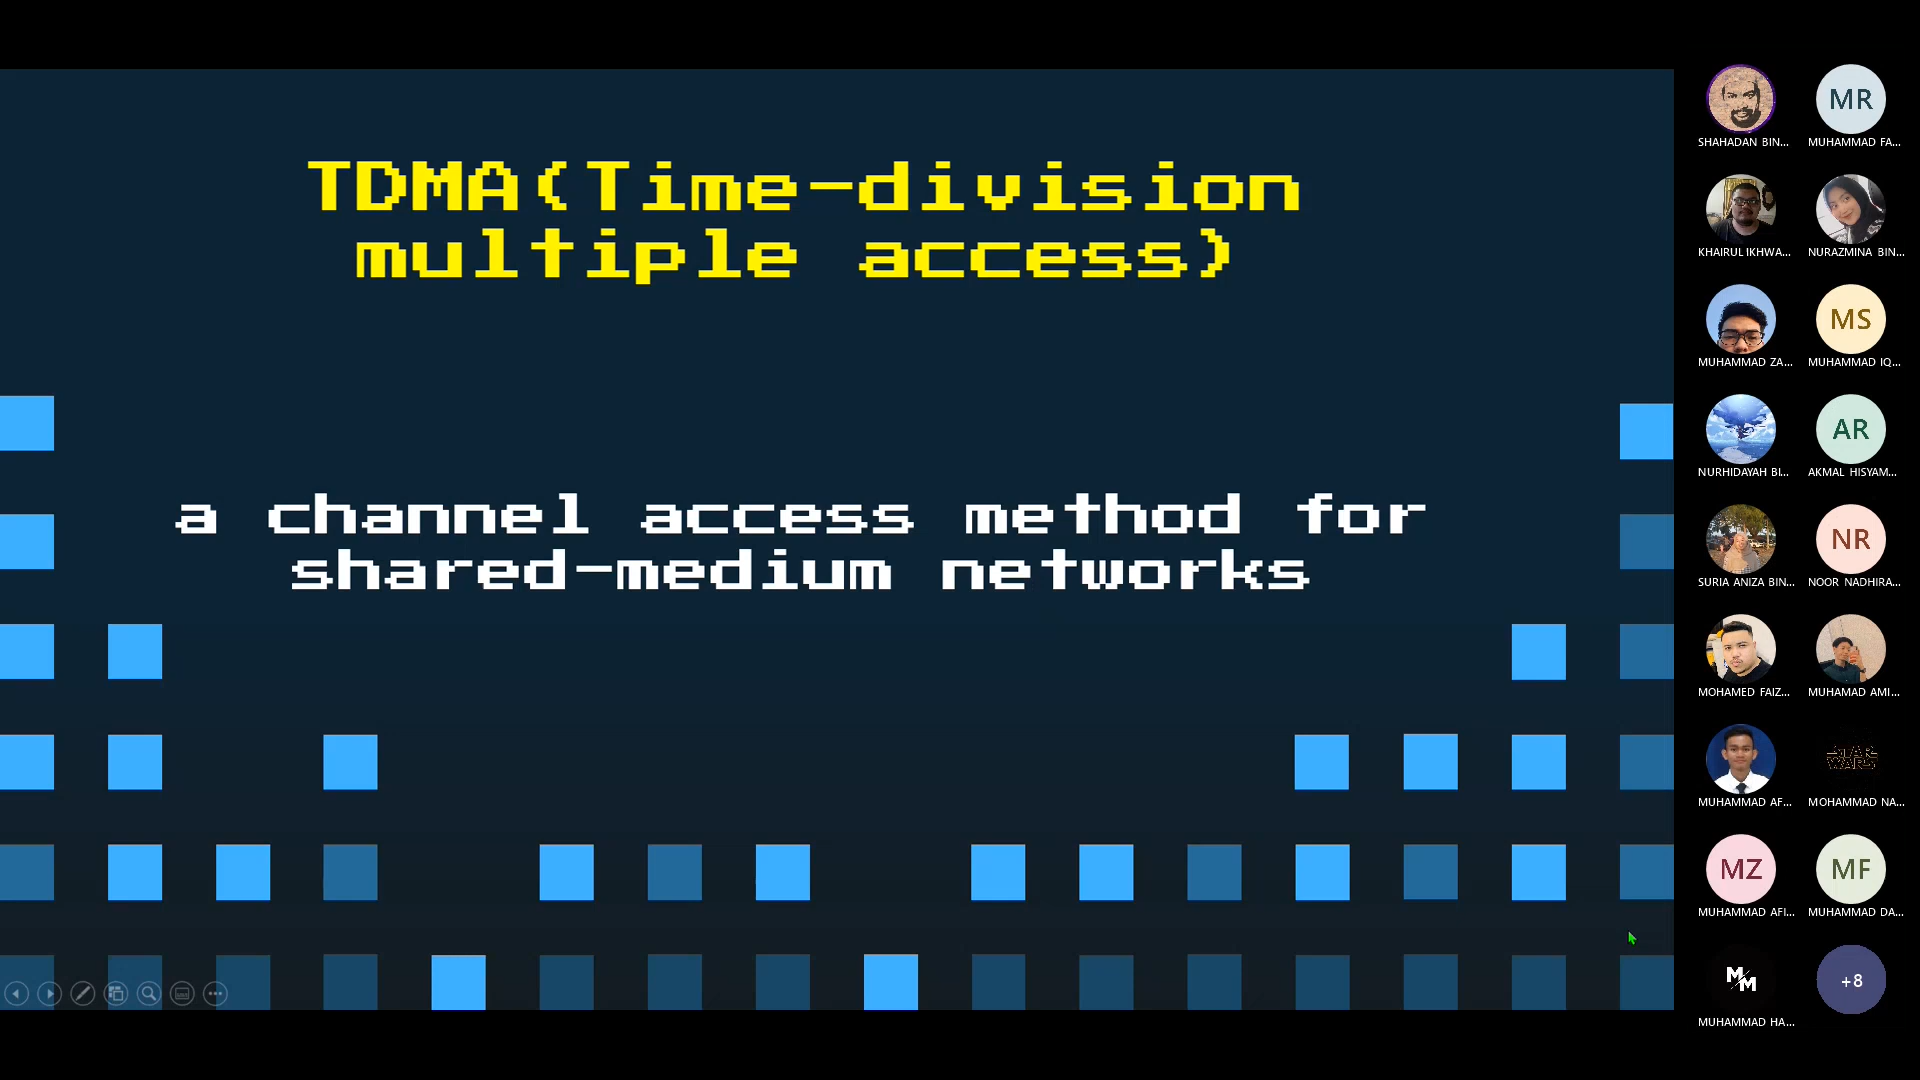 TDMA(Time-division
multiple access)
a channel access method for
shared-medium networks
MR
SHAHADAN BIN...
MUHAMMAD FA...
KHAIRUL IKHWA...
NURAZMINA BIN...
MS
MUHAMMAD ZA...
MUHAMMAD IQ...
AR
NURHIDAYAH BI...
AKMAL HISYAM...
NR
SURIA ANIZA BIN...
NOOR NADHIRA...
MOHAMED FAIZ...
MUHAMAD AMI...
STAR
WARS
MUHAMMAD AF...
MOHAMMAD NA...
MZ
MF
MUHAMMAD AFI...
MUHAMMAD DA...
M/M
+8
MUHAMMAD HA...